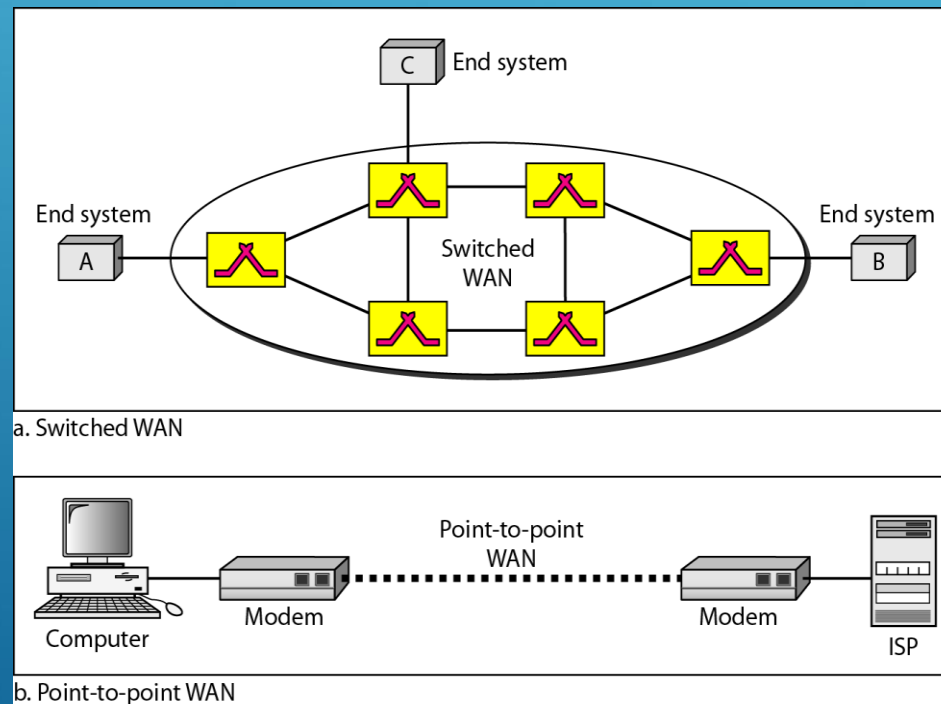 C
End system
End system
A
Switched
WAN
End system
B
a. Switched WAN
Point-to-point
WAN
Computer
Modem
Modem
ISP
b. Point-to-point WAN